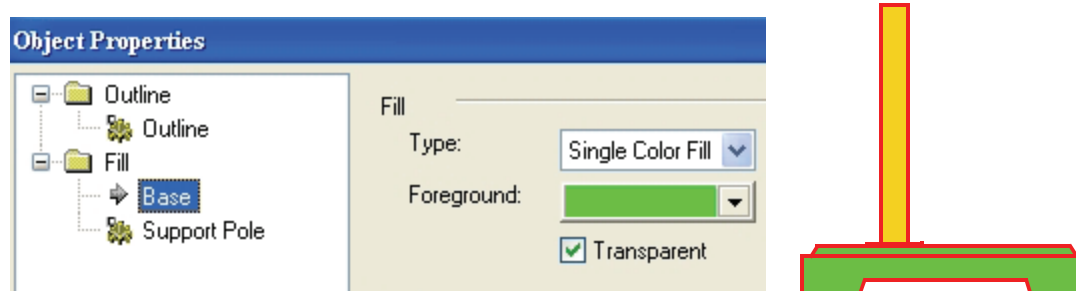 Object Properties
Outline
Outline
Fill
Base
Support Pole
Fill
Type: Single Color Fill
Foreground:
Transparent